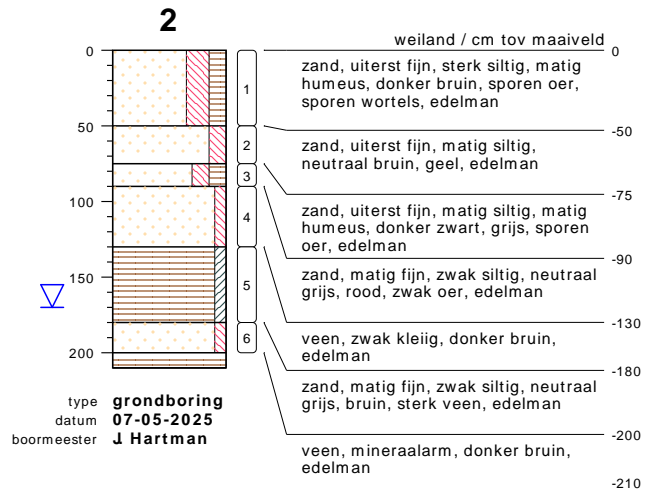 2
weiland / cm tov maaiveld
0
0
zand, uiterst fijn, sterk siltig, matig
humeus, donker bruin, sporen oer,
sporen wortels, edelman
1
50
-50
2
zand, uiterst fijn, matig siltig,
neutraal bruin, geel, edelman
3
-75
100
zand, uiterst fijn, matig siltig, matig
humeus, donker zwart, grijs, sporen
oer, edelman
4
-90
zand, matig fijn, zwak siltig, neutraal
grijs, rood, zwak oer, edelman
150
5
-130
veen, zwak kleiig, donker bruin,
edelman
6
-180
200
zand, matig fijn, zwak siltig, neutraal
grijs, bruin, sterk veen, edelman
-200
veen, mineraalarm, donker bruin,
edelman
-210
type grondboring
datum 07-05-2025
boormeester J Hartman